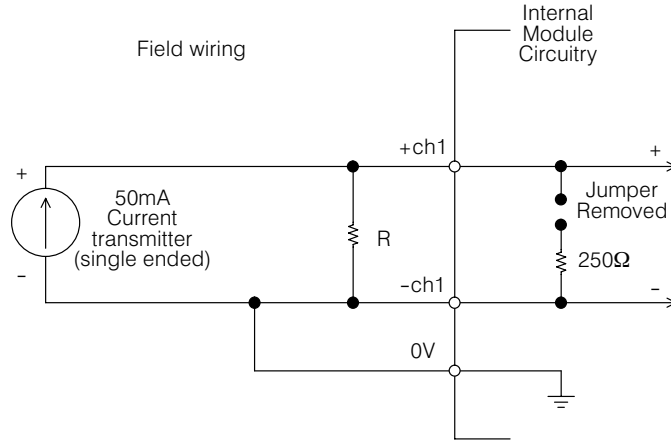 Internal
Module
Circuitry
Field wiring
+ch1
+
+
50mA
Current
transmitter
(single ended)
–
R
Jumper
Removed
250Ω
–ch1
–
0V